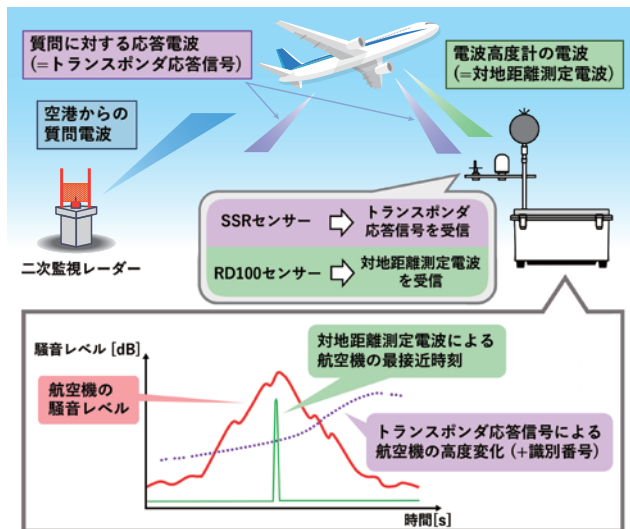 質問に対する応答電波
(=トランスポンダ応答信号)
電波高度計の電波
(=対地距離測定電波)
空港からの
質問電波
二次監視レーダー
SSRセンサー
トランスポンダ
応答信号を受信
RD100センサー
対地距離測定電波
を受信
騒音レベル [dB]
対地距離測定電波による
航空機の最接近時刻
航空機の
騒音レベル
トランスポンダ応答信号による
航空機の高度変化 (+識別番号)
時間[s]